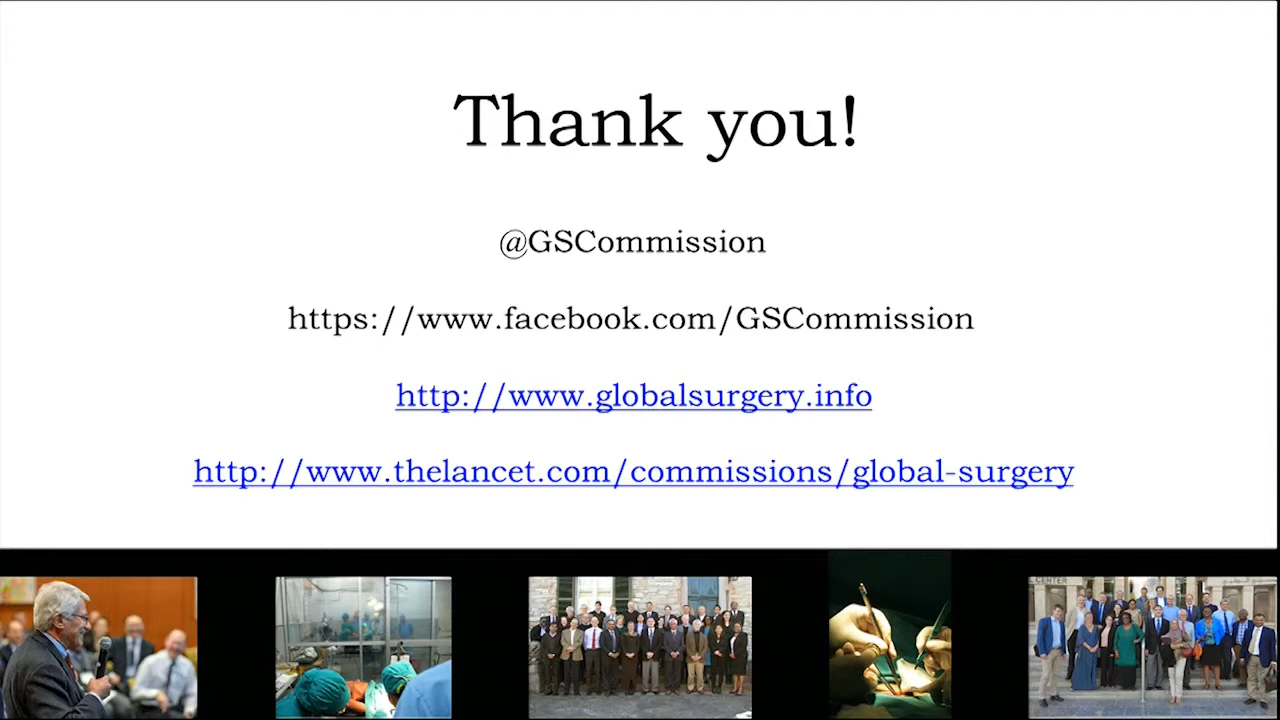 Thank you!
@GSCommission
https://www.facebook.com/GSCommission
http://www.globalsurgery.info
http://www.thelancet.com/commissions/global-surgery
CENTER